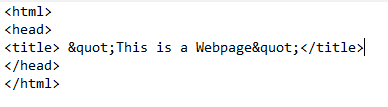 <html>
<head>
<title> &quot;This is a Webpage&quot;</title>
</head>
</html>